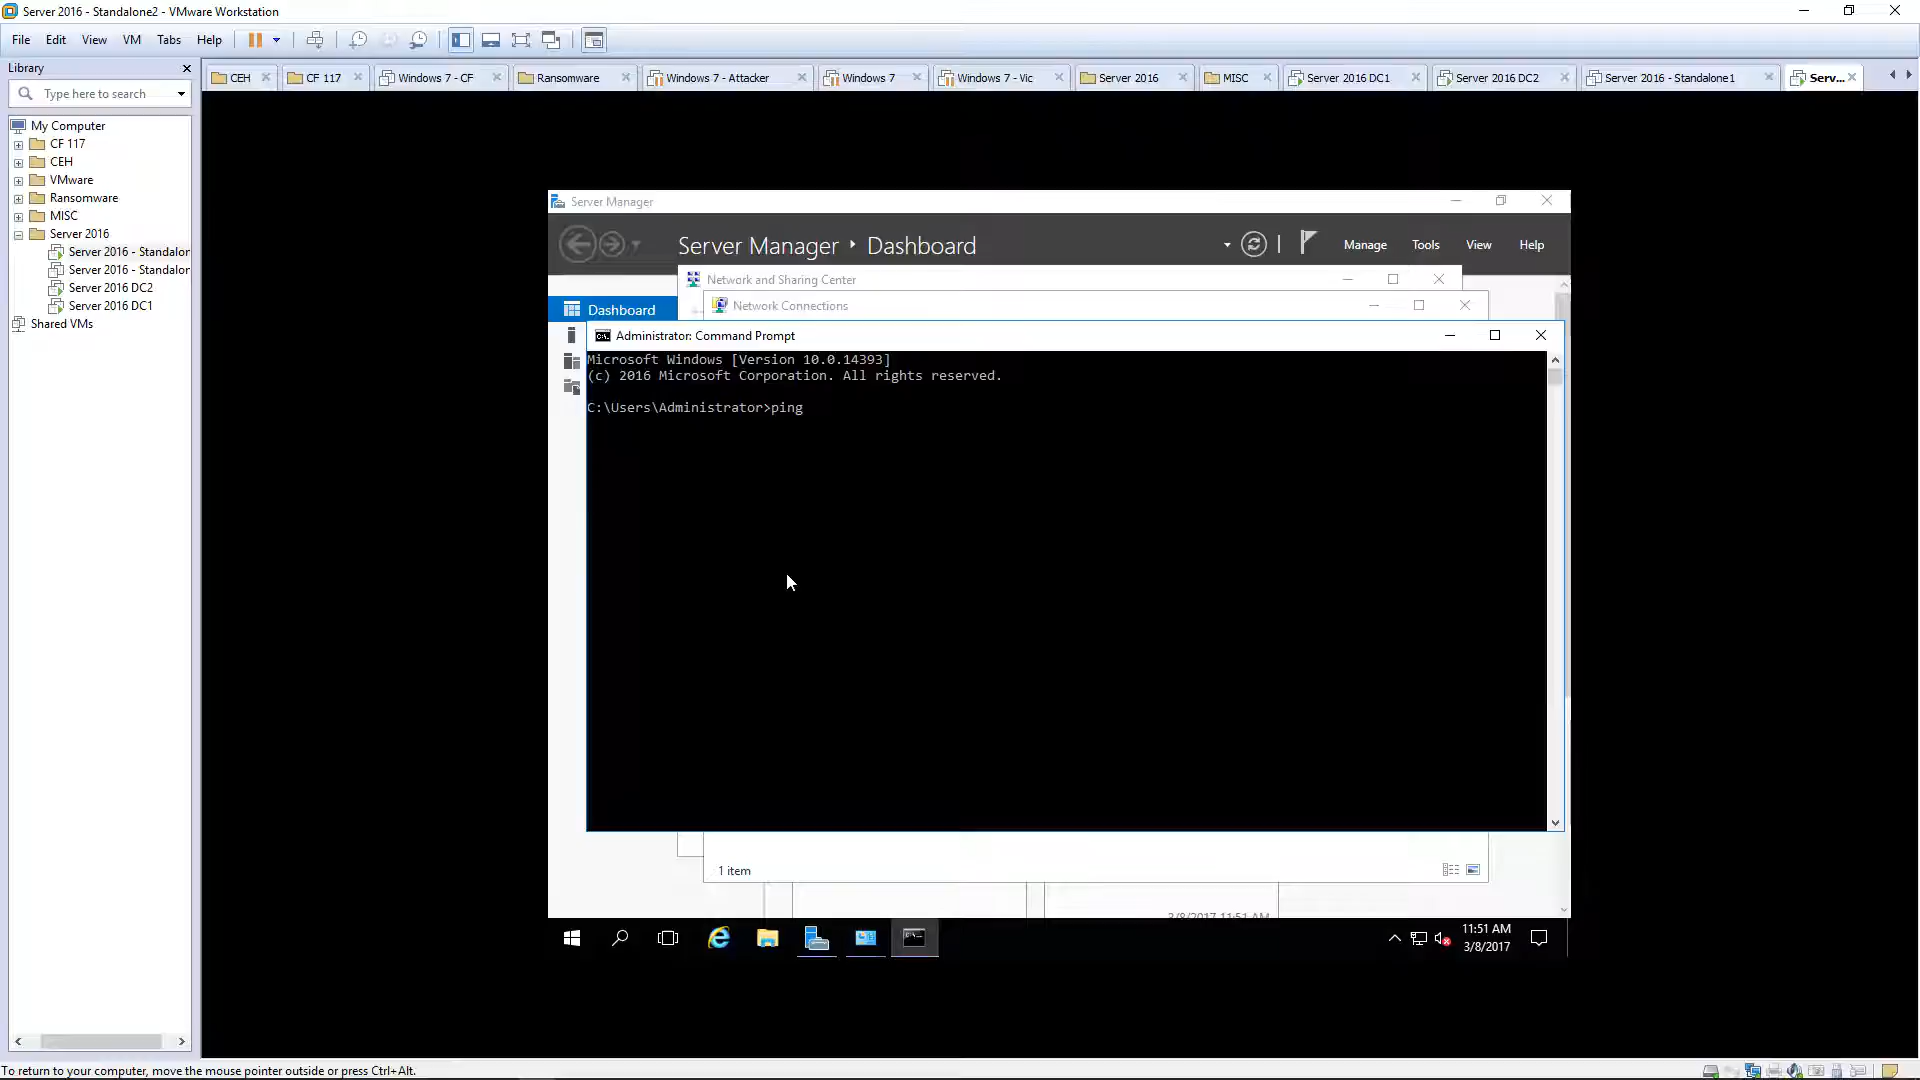 Server 2016 - Standalone2 - VMware Workstation
File Edit View VM Tabs Help
Library
Type here to search
CEH
CF 117
Windows 7 - CF
Ransomware
Windows 7 - Attacker
Windows 7
Windows 7 - Vic
Server 2016
MISC
Server 2016 DC1
Server 2016 DC2
Server 2016 - Standalone1
Serv...
My Computer
CF 117
CEH
VMware
Ransomware
MISC
Server 2016
Server 2016 - Standalor
Server 2016 - Standalor
Server 2016 DC2
Server 2016 DC1
Shared VMs
Server Manager
Server Manager • Dashboard
Manage Tools View Help
Network and Sharing Center
Network Connections
Dashboard
Administrator: Command Prompt
Microsoft Windows [Version 10.0.14393]
(c) 2016 Microsoft Corporation. All rights reserved.
C:\Users\Administrator>ping
1 item
3/8/2017 11:51 AM
11:51 AM
3/8/2017
To return to your computer, move the mouse pointer outside or press Ctrl+Alt.